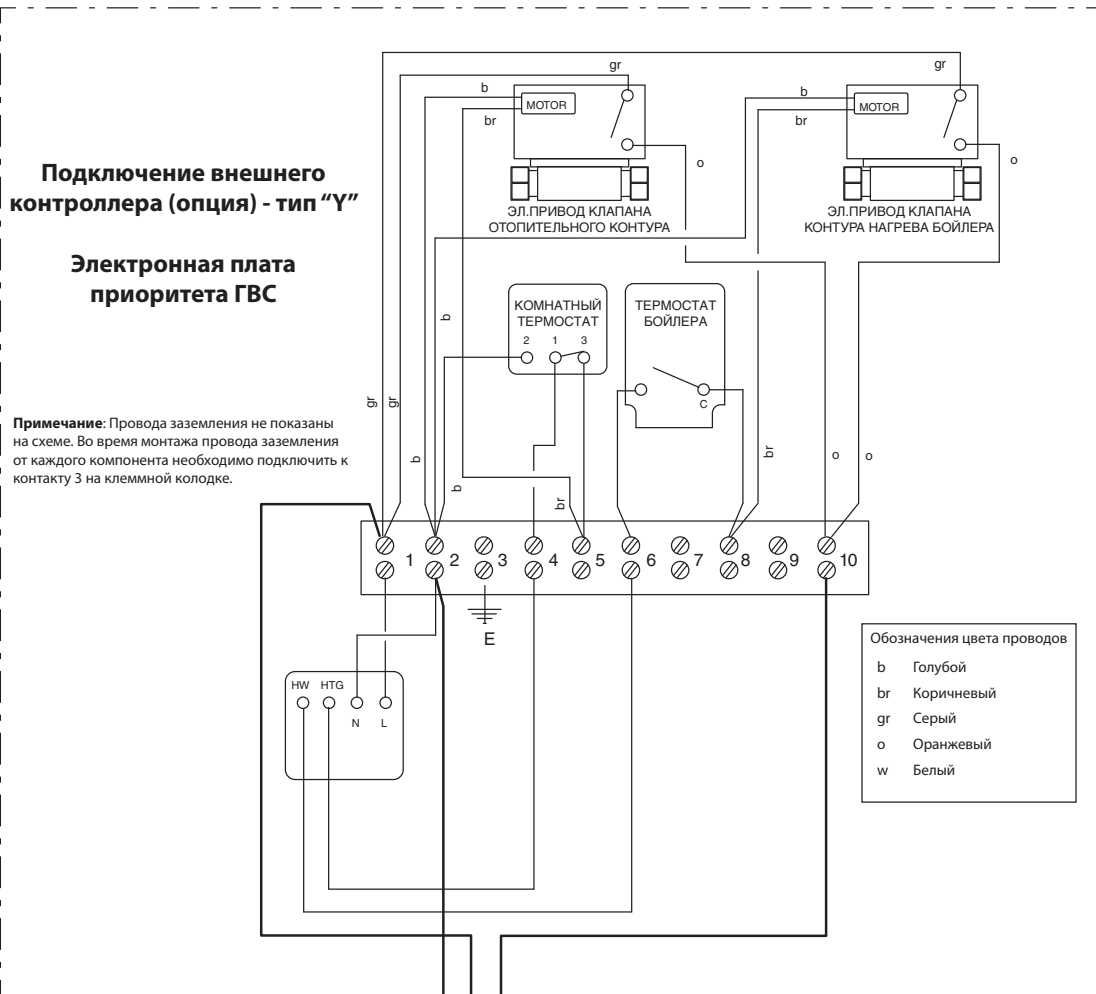 gr
gr
b
MOTOR
br
o
b
MOTOR
br
o
Подключение внешнего
контроллера (опция) - тип “Y”
Электронная плата
приоритета ГВС
ЭЛ.ПРИВОД КЛАПАНА
ОТОПИТЕЛЬНОГО КОНТУРА
ЭЛ.ПРИВОД КЛАПАНА
КОНТУРА НАГРЕВА БОЙЛЕРА
КОМНАТНЫЙ
ТЕРМОСТАТ
2 1 3
ТЕРМОСТАТ
БОЙЛЕРА
C
b
gr
gr
b
b
br
br
o
o
Примечание: Провода заземления не показаны
на схеме. Во время монтажа провода заземления
от каждого компонента необходимо подключить к
контакту 3 на клеммной колодке.
1 2 3 4 5 6 7 8 9 10
E
HW HTG
N L
Обозначения цвета проводов
b Голубой
br Коричневый
gr Серый
o Оранжевый
w Белый